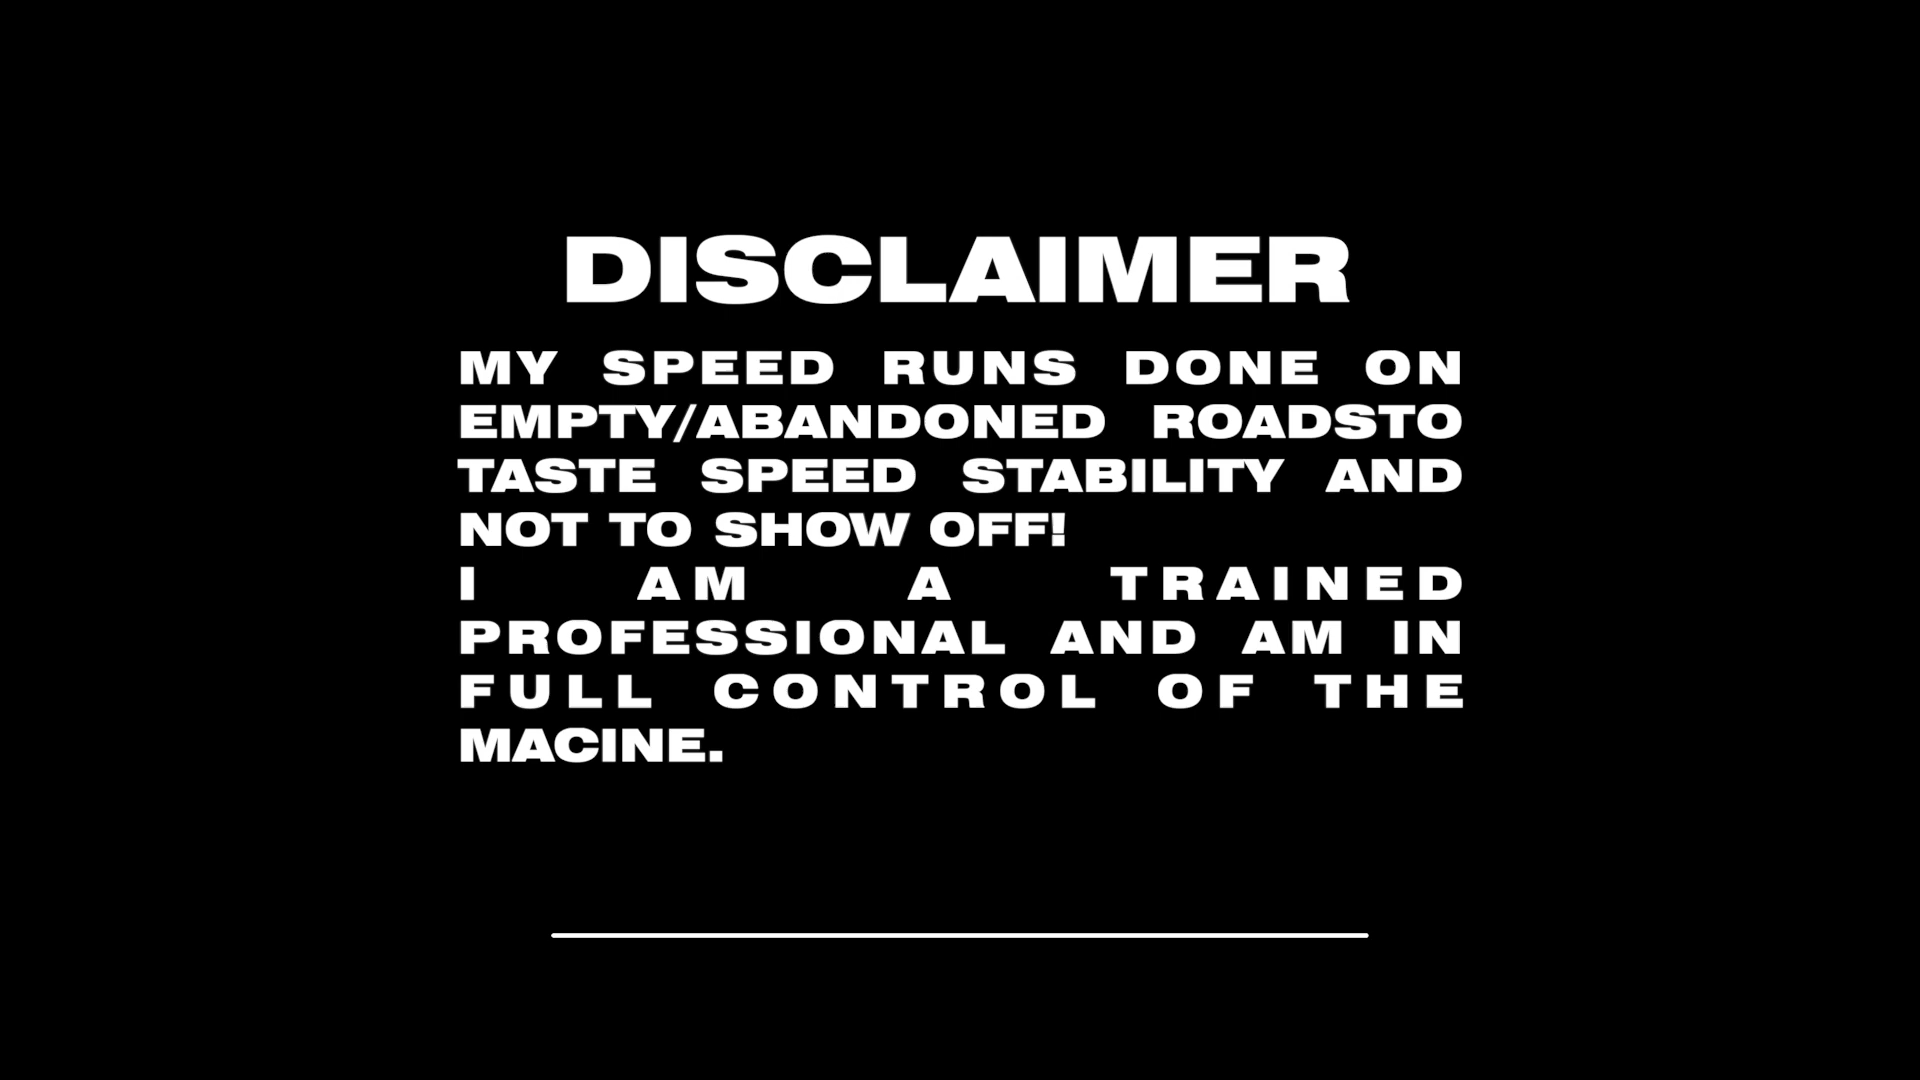 DISCLAIMER
MY SPEED RUNS DONE ON
EMPTY/ABANDONED ROADSTO
TASTE SPEED STABILITY AND
NOT TO SHOW OFF!
I AM A TRAINED
PROFESSIONAL AND AM IN
FULL CONTROL OF THE
MACINE.